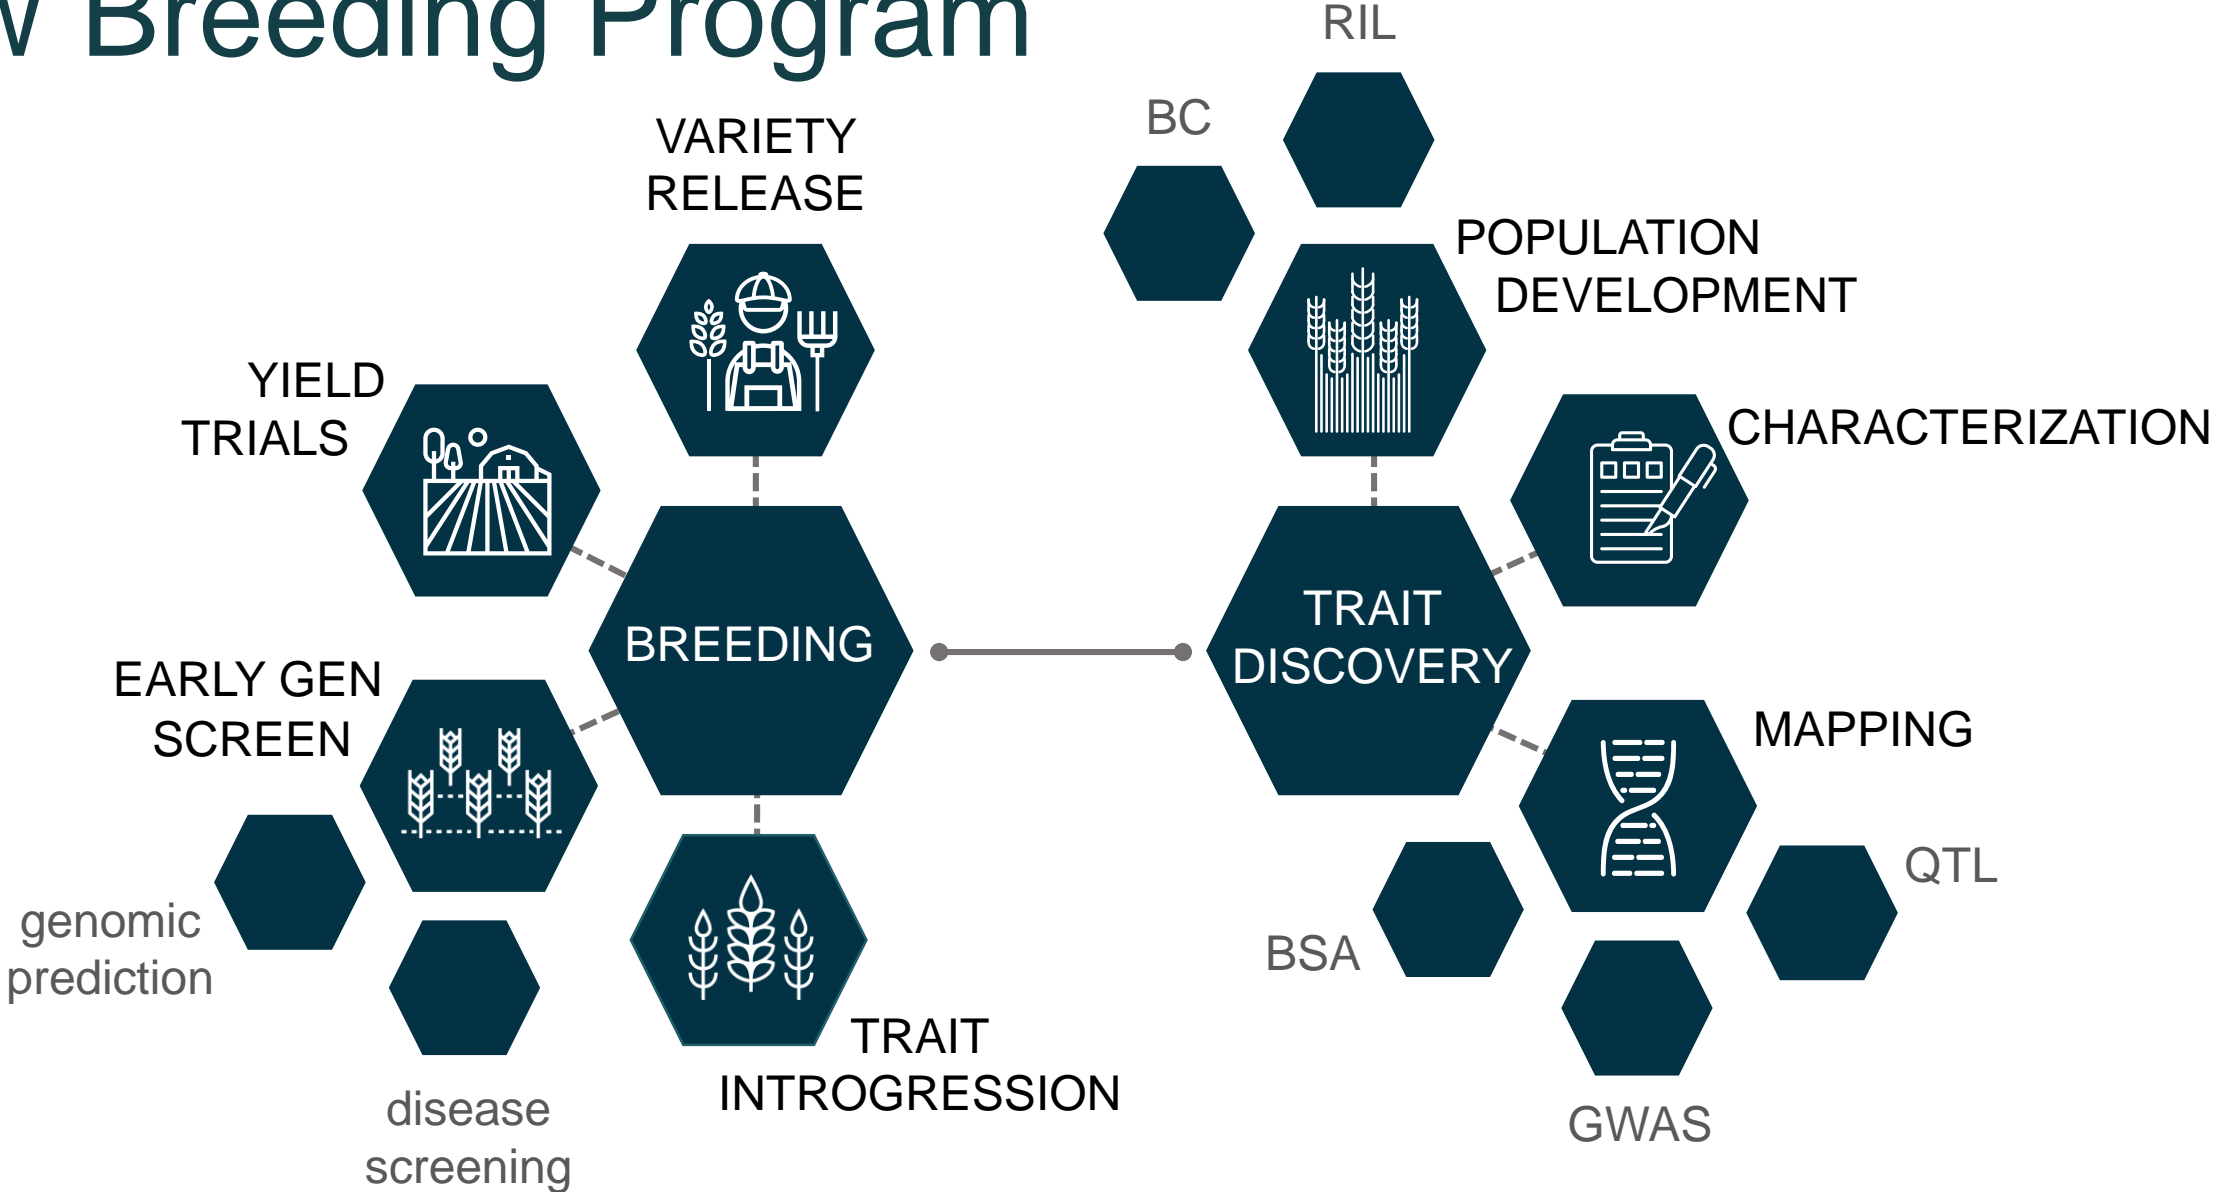 Breeding Program
RIL
BC
VARIETY
RELEASE
POPULATION
DEVELOPMENT
YIELD
TRIALS
CHARACTERIZATION
BREEDING
TRAIT
DISCOVERY
EARLY GEN
SCREEN
MAPPING
QTL
genomic
prediction
BSA
TRAIT
INTROGRESSION
disease
screening
GWAS